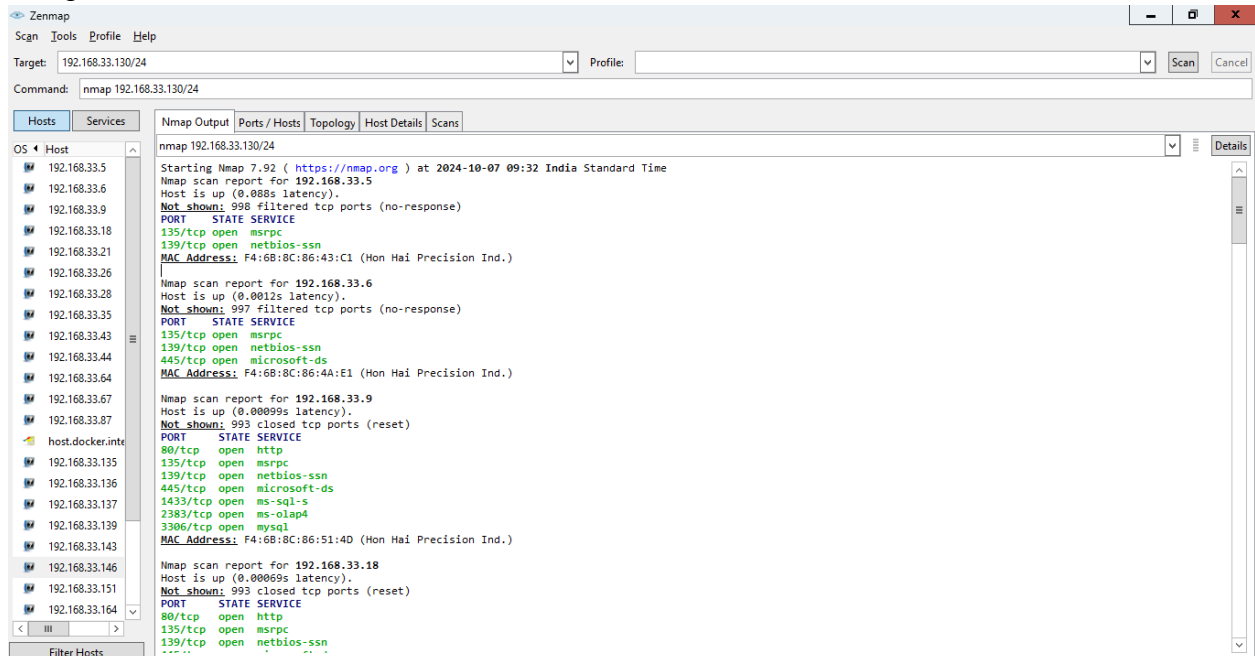 Zenmap
Scan Tools Profile Help
Target: 192.168.33.130/24 Profile: Scan Cancel
Command: nmap 192.168.33.130/24
Hosts Services
Nmap Output Ports / Hosts Topology Host Details Scans
OS Host
nmap 192.168.33.130/24 Details
192.168.33.5
192.168.33.6
192.168.33.9
192.168.33.18
192.168.33.21
192.168.33.26
192.168.33.28
192.168.33.35
192.168.33.43
192.168.33.44
192.168.33.64
192.168.33.67
192.168.33.87
host.docker.inte
192.168.33.135
192.168.33.136
192.168.33.137
192.168.33.139
192.168.33.143
192.168.33.146
192.168.33.151
192.168.33.164
Filter Hosts
Starting Nmap 7.92 ( https://nmap.org ) at 2024-10-07 09:32 India Standard Time
Nmap scan report for 192.168.33.5
Host is up (0.088s latency).
Not shown: 998 filtered tcp ports (no-response)
PORT STATE SERVICE
135/tcp open msrpc
139/tcp open netbios-ssn
MAC Address: F4:6B:8C:86:43:C1 (Hon Hai Precision Ind.)
Nmap scan report for 192.168.33.6
Host is up (0.0012s latency).
Not shown: 997 filtered tcp ports (no-response)
PORT STATE SERVICE
135/tcp open msrpc
139/tcp open netbios-ssn
445/tcp open microsoft-ds
MAC Address: F4:6B:8C:86:4A:E1 (Hon Hai Precision Ind.)
Nmap scan report for 192.168.33.9
Host is up (0.00099s latency).
Not shown: 993 closed tcp ports (reset)
PORT STATE SERVICE
80/tcp open http
135/tcp open msrpc
139/tcp open netbios-ssn
445/tcp open microsoft-ds
1433/tcp open ms-sql-s
2383/tcp open ms-olap4
3306/tcp open mysql
MAC Address: F4:6B:8C:86:51:4D (Hon Hai Precision Ind.)
Nmap scan report for 192.168.33.18
Host is up (0.00069s latency).
Not shown: 993 closed tcp ports (reset)
PORT STATE SERVICE
80/tcp open http
135/tcp open msrpc
139/tcp open netbios-ssn